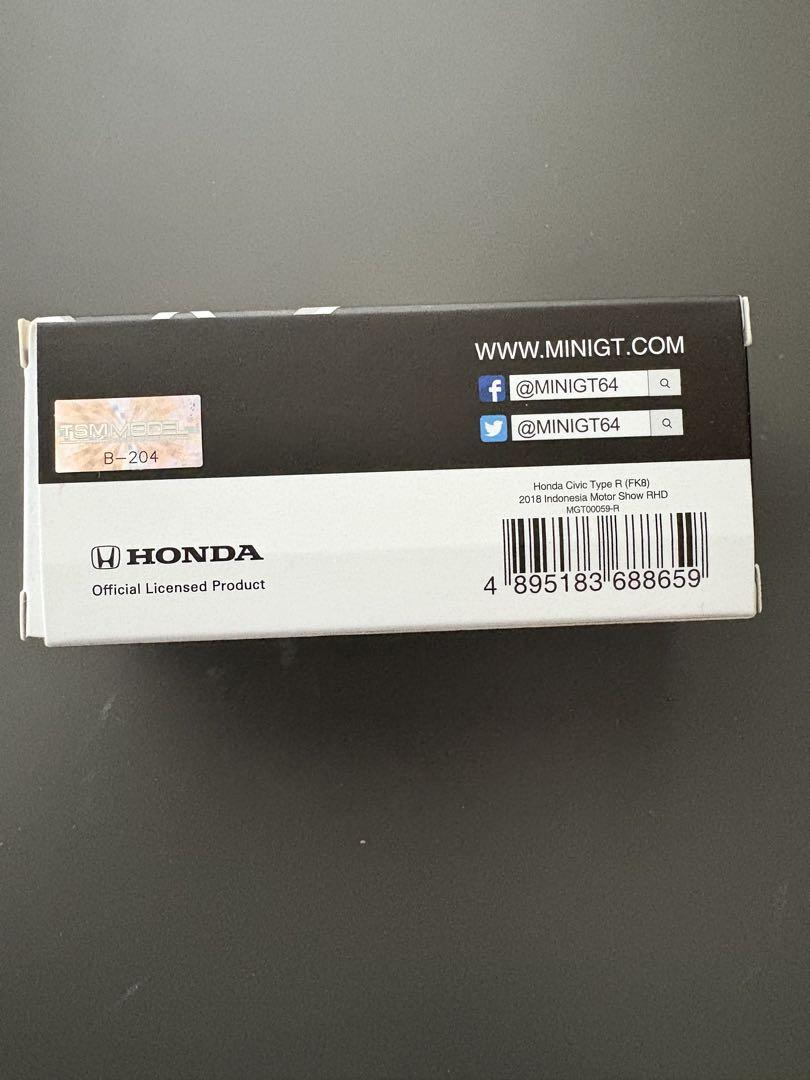 WWW.MINIGT.COM
f @MINIGT64
@MINIGT64
TSM MODEL
B-204
Honda Civic Type R (FK8)
2018 Indonesia Motor Show RHD
MGT00059-R
4 895183 688659
HONDA
Official Licensed Product